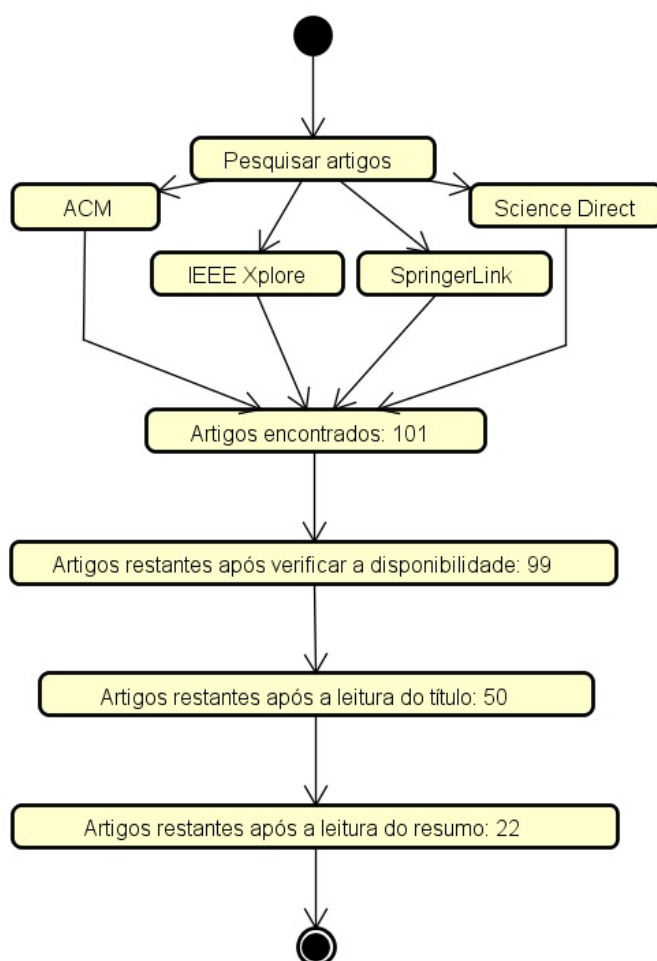 Pesquisar artigos
ACM
Science Direct
IEEE Xplore
SpringerLink
Artigos encontrados: 101
Artigos restantes após verificar a disponibilidade: 99
Artigos restantes após a leitura do título: 50
Artigos restantes após a leitura do resumo: 22